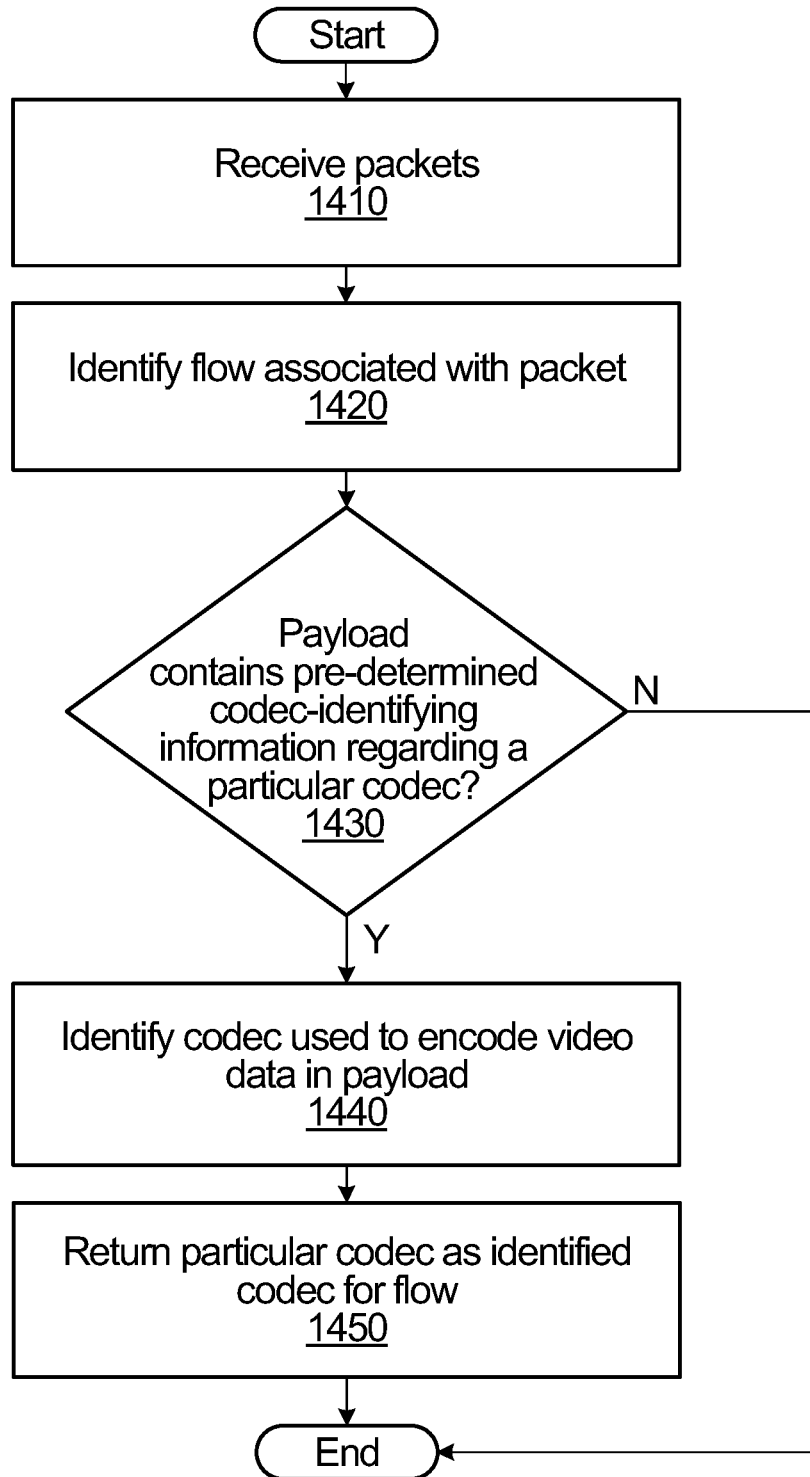 Start
Receive packets
1410
Identify flow associated with packet
1420
Payload
contains pre-determined
codec-identifying
information regarding a
particular codec?
1430
N
Y
Identify codec used to encode video
data in payload
1440
Return particular codec as identified
codec for flow
1450
End